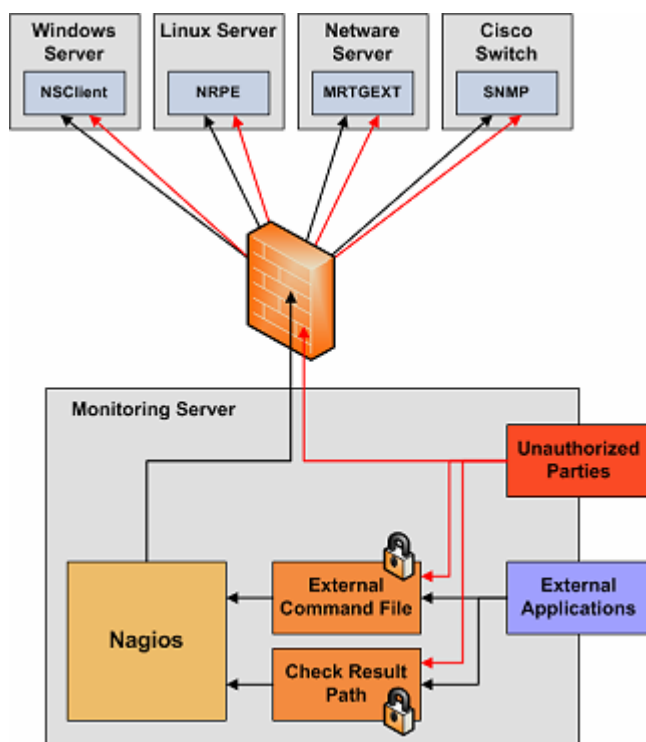 Windows
Server
NSClient
Linux Server
NRPE
Netware
Server
MRTGEXT
Cisco
Switch
SNMP
Monitoring Server
Unauthorized
Parties
External
Command File
External
Applications
Nagios
Check Result
Path